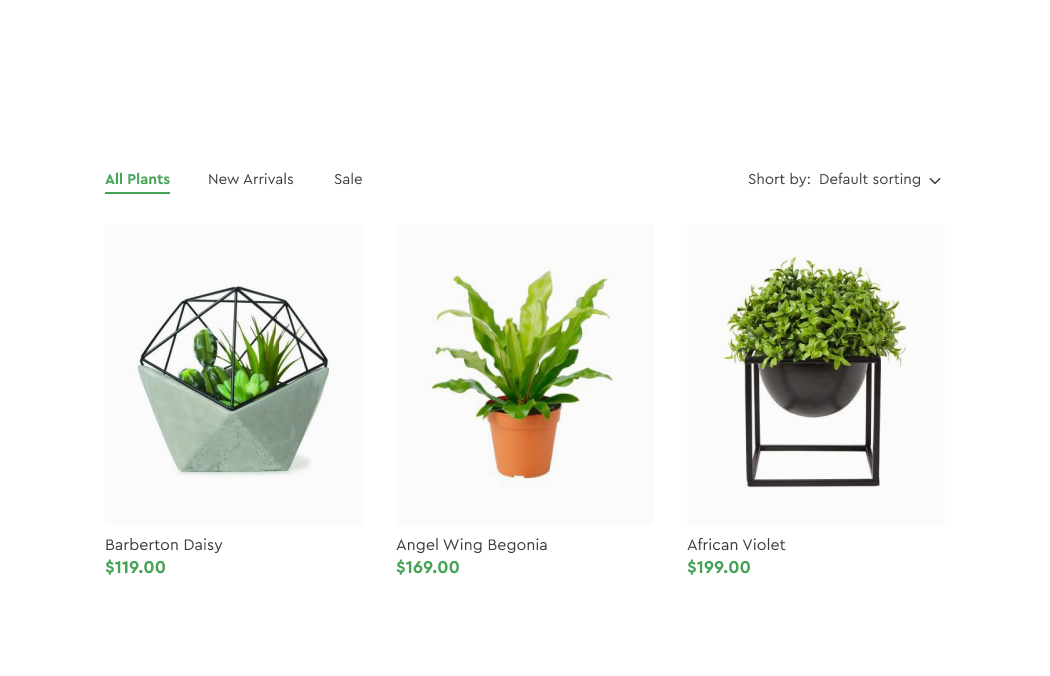 All Plants New Arrivals Sale Short by: Default sorting
Barberton Daisy
$119.00
Angel Wing Begonia
$169.00
African Violet
$199.00